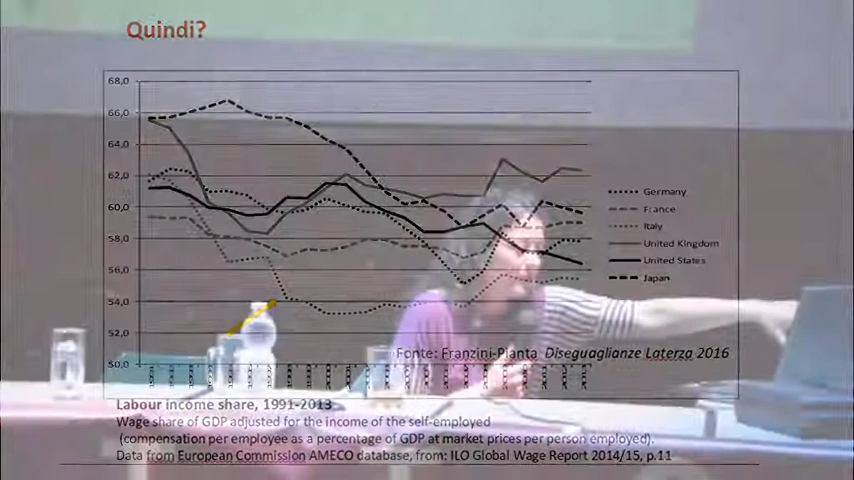 Quindi?
68,0
66,0
64,0
62,0
60,0
58,0
56,0
54,0
52,0
50,0
Germany
France
Italy
United Kingdom
United States
Japan
Fonte: Franzini-Pianta Diseguaglianze Laterza 2016
Labour income share, 1991-2013
Wage share of GDP adjusted for the income of the self-employed
(compensation per employee as a percentage of GDP at market prices per person employed).
Data from European Commission AMECO database, from: ILO Global Wage Report 2014/15, p.11